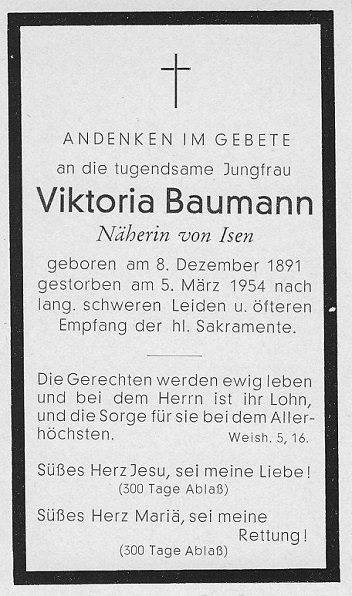 ANDENKEN IM GEBETE
an die tugendsame Jungfrau
Viktoria Baumann
Näherin von Isen
geboren am 8. Dezember 1891
gestorben am 5. März 1954 nach
lang. schweren Leiden u. öfteren
Empfang der hl. Sakramente.
Die Gerechten werden ewig leben
und bei dem Herrn ist ihr Lohn,
und die Sorge für sie bei dem Aller-
höchsten. Weish. 5, 16.
Süßes Herz Jesu, sei meine Liebe!
(300 Tage Ablaß)
Süßes Herz Mariä, sei meine
Rettung!
(300 Tage Ablaß)